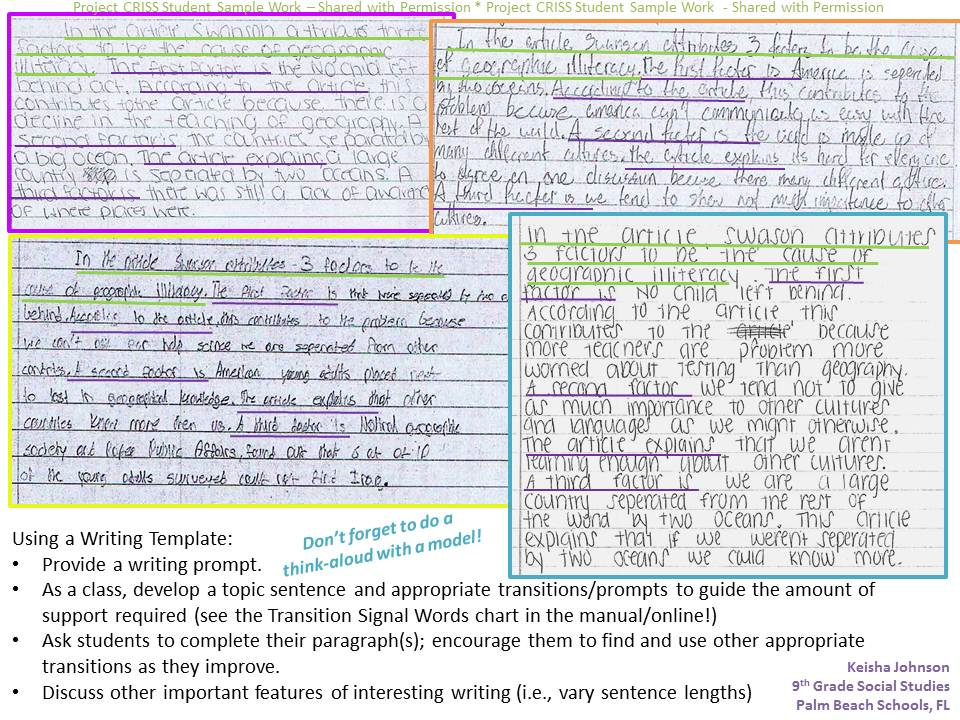 Project CRISS Student Sample Work – Shared with Permission * Project CRISS Student Sample Work - Shared with Permission
In the article, Swanson attributes three
factors to be the cause of geographic
illiteracy. The first factor is the No Child left
behind act. According to the article this
contributes to the article because there is a
decline in the teaching of geography. A
second factor is the countries seperated by
a big ocean. The article explaing a large
country is seperated by two oceans. A
third factor is there was still a lack of aware
of where places were.
In the article, Swanson attributes 3 factors to be the cause
of geographic illiteracy. The first factor is America is seperated
by two oceans. According to the article, this contributes to the
problem because america can't communicate as easy with the
rest of the world. A second factor is the world is made up of
many different cultures. The article explains its hard for everyone
to agree on one discussion becuse there many different culture.
A third factor is we tend to show not much importance to other
cultures.
In the article Swanson attributes 3 factors to be the
cause of geographic illiteracy. The first factor is that were seperated by two
behind. According to the article, this contributes to the problem because
we can't ask for help since we are seperated from other
contries. A second factor is American young adults placed next
to last in geographical knowledge. The article explains that other
countries know more then us. A third factor is National geographic
society and Roper Public Affairs, found out that 6 out of 10
of the young adults surveyed could not find Iraq.
In the article, Swason attributes
3 factors to be the cause of
geographic illiteracy The first
factor is No child left behind.
According to the article this
contributes to the because
more teachers are problem more
worried about testing than geography.
A second factor we tend not to give
as much importance to other cultures
and languages as we might otherwise.
The article explains that we arent
learning enough about other cultures.
A third factor is we are a large
country seperated from the rest of
the word by two oceans. This article
explains that if we werent seperated
by two oceans we could know more.
Don't forget to do a
think-aloud with a model!
Using a Writing Template:
• Provide a writing prompt.
• As a class, develop a topic sentence and appropriate transitions/prompts to guide the amount of
support required (see the Transition Signal Words chart in the manual/online!)
• Ask students to complete their paragraph(s); encourage them to find and use other appropriate
transitions as they improve.
• Discuss other important features of interesting writing (i.e., vary sentence lengths)
Keisha Johnson
9th Grade Social Studies
Palm Beach Schools, FL